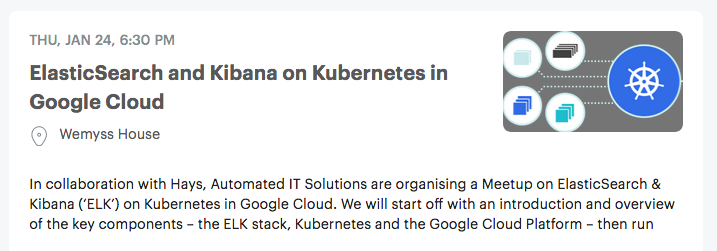 THU, JAN 24, 6:30 PM
ElasticSearch and Kibana on Kubernetes in
Google Cloud
Wemyss House
In collaboration with Hays, Automated IT Solutions are organising a Meetup on ElasticSearch &
Kibana (‘ELK’) on Kubernetes in Google Cloud. We will start off with an introduction and overview
of the key components – the ELK stack, Kubernetes and the Google Cloud Platform – then run